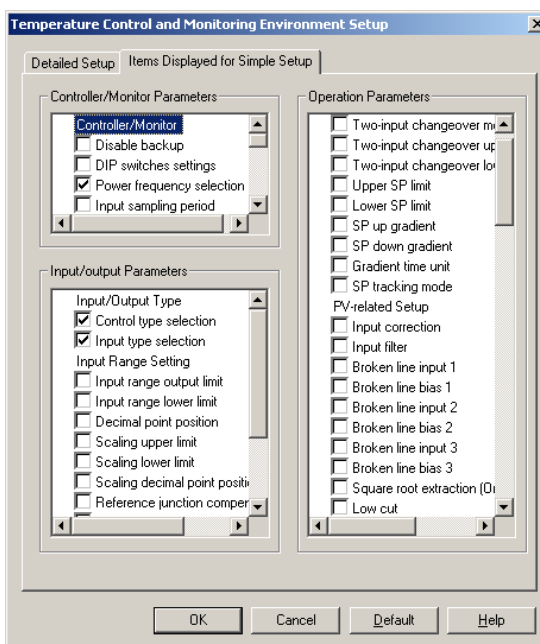 Temperature Control and Monitoring Environment Setup
Detailed Setup
Items Displayed for Simple Setup
Controller/Monitor Parameters
Controller/Monitor
Disable backup
DIP switches settings
Power frequency selection
Input sampling period
Input/output Parameters
Input/Output Type
Control type selection
Input type selection
Input Range Setting
Input range output limit
Input range lower limit
Decimal point position
Scaling upper limit
Scaling lower limit
Scaling decimal point positi
Reference junction comper
Operation Parameters
Two-input changeover
Two-input changeover up
Two-input changeover
Upper SP limit
Lower SP limit
SP up gradient
SP down gradient
Gradient time unit
SP tracking mode
PV-related Setup
Input correction
Input filter
Broken line input 1
Broken line bias 1
Broken line input 2
Broken line bias 2
Broken line input 3
Broken line bias 3
Square root extraction
Low cut
OK
Cancel
Default
Help